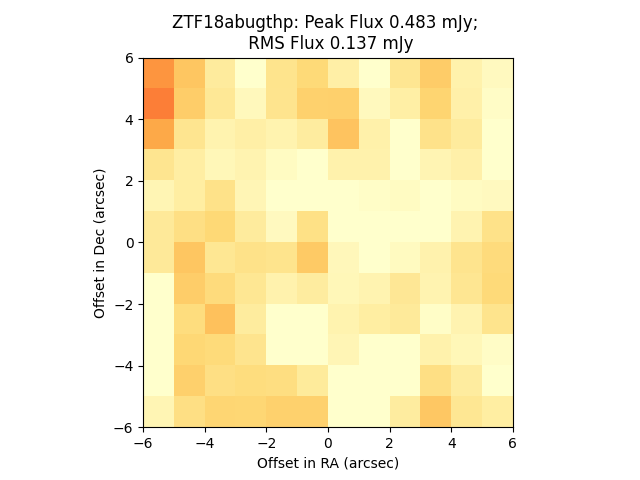 ZTF18abugthp: Peak Flux 0.483 mJy;
RMS Flux 0.137 mJy
6
4
2
0
−2
−4
−6
Offset in Dec (arcsec)
−6 −4 −2 0 2 4 6
Offset in RA (arcsec)